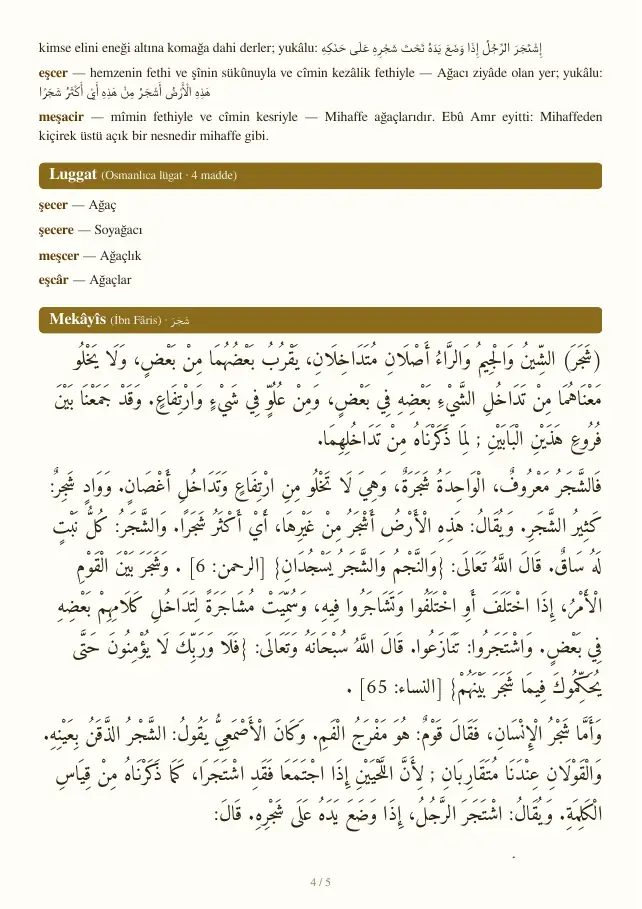 kimse elini eneği altına komağa dahi derler; yukâlu: إِشْتَجَرَ الرَّجُلُ إِذَا وَضَعَ يَدَهُ تَحْتَ شَجْرِهِ عَلَى حَنَكِهِ
eşcer — hemzenin fethi ve şînin sükûnuyla ve cîmin kezâlik fethiyle — Ağacı ziyâde olan yer; yukâlu:
هَذِهِ الْأَرْضُ أَشْجَرُ مِنْ هَذِهِ أَيْ أَكْثَرُ شَجَرًا
meşacir — mîmin fethiyle ve cîmin kesriyle — Mihaffe ağaçlarıdır. Ebû Amr eyitti: Mihaffeden
kiçirek üstü açık bir nesnedir mihaffe gibi.
Luggat (Osmanlıca lügat · 4 madde)
şecer — Ağaç
şecere — Soyağacı
meşcer — Ağaçlık
eşcâr — Ağaçlar
Mekâyîs (İbn Fâris) · شَجَرَ
(شَجَرَ) الشِّينُ وَالْجِيمُ وَالرَّاءُ أَصْلَانِ مُتَدَاخِلَانِ، يَقْرُبُ بَعْضُهُمَا مِنْ بَعْضٍ، وَلَا يَخْلُو
مَعْنَاهُمَا مِنْ تَدَاخُلِ الشَّيْءِ بَعْضِهِ فِي بَعْضٍ، وَمِنْ عُلُوٍّ فِي شَيْءٍ وَارْتِفَاعٍ. وَقَدْ جَمَعْنَا بَيْنَ
فُرُوعِ هَذَيْنِ الْبَابَيْنِ ; لِمَا ذَكَرْنَاهُ مِنْ تَدَاخُلِهِمَا.
فَالشَّجَرُ مَعْرُوفٌ، الْوَاحِدَةُ شَجَرَةٌ، وَهِيَ لَا تَخْلُو مِنِ ارْتِفَاعٍ وَتَدَاخُلِ أَغْصَانٍ. وَوَادٍ شَجِرٌ:
كَثِيرُ الشَّجَرِ. وَيُقَالُ: هَذِهِ الْأَرْضُ أَشْجَرُ مِنْ غَيْرِهَا، أَيْ أَكْثَرُ شَجَرًا. وَالشَّجَرُ: كُلُّ نَبْتٍ
لَهُ سَاقٌ. قَالَ اللَّهُ تَعَالَى: {وَالنَّجْمُ وَالشَّجَرُ يَسْجُدَانِ} [الرحمن: 6] . وَشَجَرَ بَيْنَ الْقَوْمِ
الْأَمْرُ، إِذَا اخْتَلَفَ أَوِ اخْتَلَفُوا وَتَشَاجَرُوا فِيهِ، وَسُمِّيَتْ مُشَاجَرَةً لِتَدَاخُلِ كَلَامِهِمْ بَعْضِهِ
فِي بَعْضٍ. وَاشْتَجَرُوا: تَنَازَعُوا. قَالَ اللَّهُ سُبْحَانَهُ وَتَعَالَى: {فَلَا وَرَبِّكَ لَا يُؤْمِنُونَ حَتَّى
يُحَكِّمُوكَ فِيمَا شَجَرَ بَيْنَهُمْ} [النساء: 65] .
وَأَمَّا شَجْرُ الْإِنْسَانِ، فَقَالَ قَوْمٌ: هُوَ مَفْرَجُ الْفَمِ. وَكَانَ الْأَصْمَعِيُّ يَقُولُ: الشَّجْرُ الذَّقَنُ بِعَيْنِهِ.
وَالْقَوْلَانِ عِنْدَنَا مُتَقَارِبَانِ ; لِأَنَّ اللَّحْيَيْنِ إِذَا اجْتَمَعَا فَقَدِ اشْتَجَرَا، كَمَا ذَكَرْنَاهُ مِنْ قِيَاسِ
الْكَلِمَةِ. وَيُقَالُ: اشْتَجَرَ الرَّجُلُ، إِذَا وَضَعَ يَدَهُ عَلَى شَجْرِهِ. قَالَ:
4 / 5